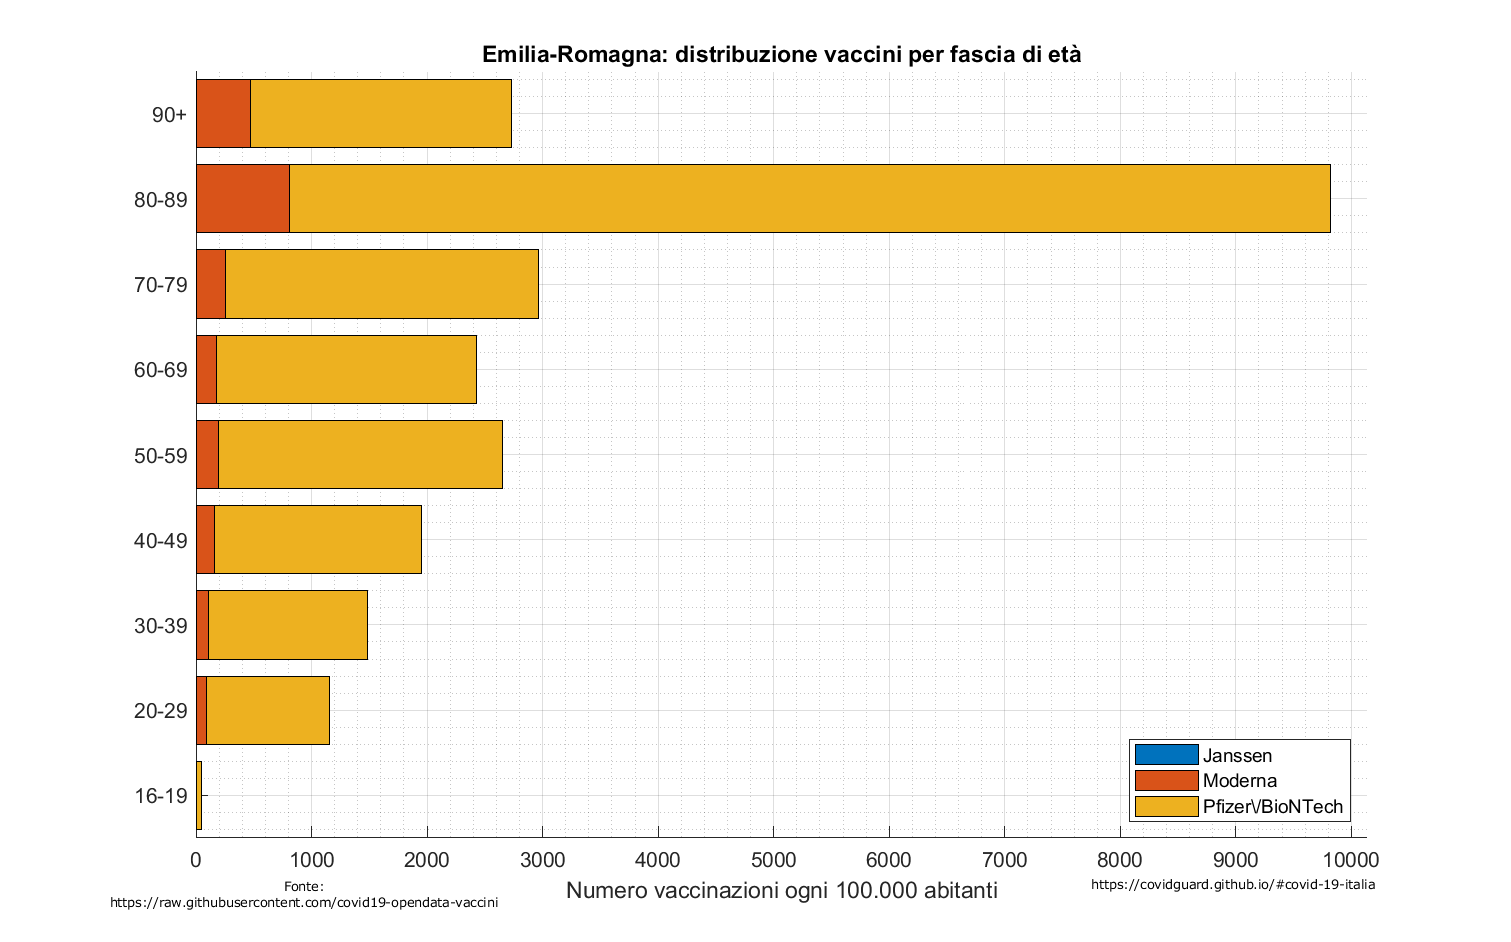 Emilia-Romagna: distribuzione vaccini per fascia di età
90+
80-89
70-79
60-69
50-59
40-49
30-39
20-29
16-19
Janssen
Moderna
Pfizer\/BioNTech
0 1000 2000 3000 4000 5000 6000 7000 8000 9000 10000
Numero vaccinazioni ogni 100.000 abitanti
Fonte:
https://raw.githubusercontent.com/covid19-opendata-vaccini
https://covidguard.github.io/#covid-19-italia